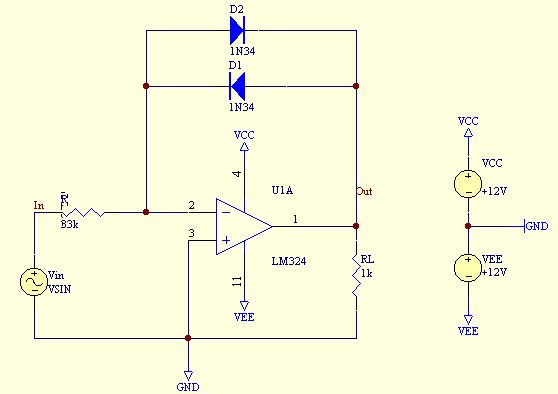 D2
1N34
D1
1N34
VCC
4
U1A
In
33k
2
3
1
Out
LM324
11
VEE
Vin
VSIN
RL
1k
GND
VCC
VCC
+12V
GND
VEE
+12V
VEE